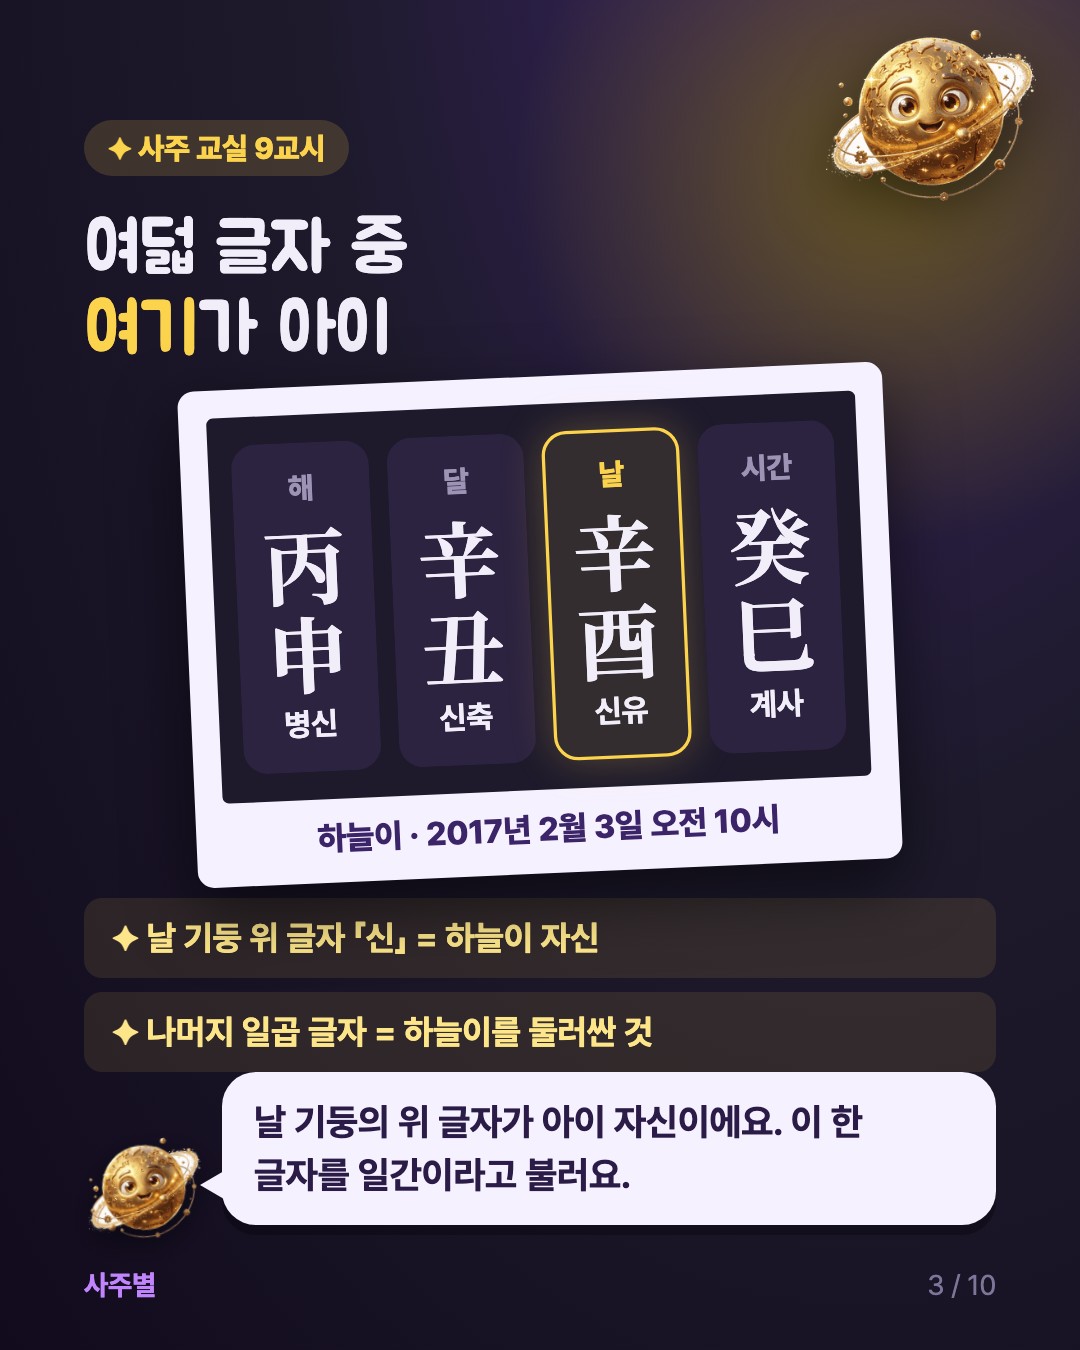 사주 교실 9교시
여덟 글자 중
여기가 아이
해
丙
申
병신
달
辛
丑
신축
날
辛
酉
신유
시간
癸
巳
계사
하늘이 · 2017년 2월 3일 오전 10시
날 기둥 위 글자 「신」 = 하늘이 자신
나머지 일곱 글자 = 하늘이를 둘러싼 것
날 기둥의 위 글자가 아이 자신이에요. 이 한
글자를 일간이라고 불러요.
사주별
3 / 10